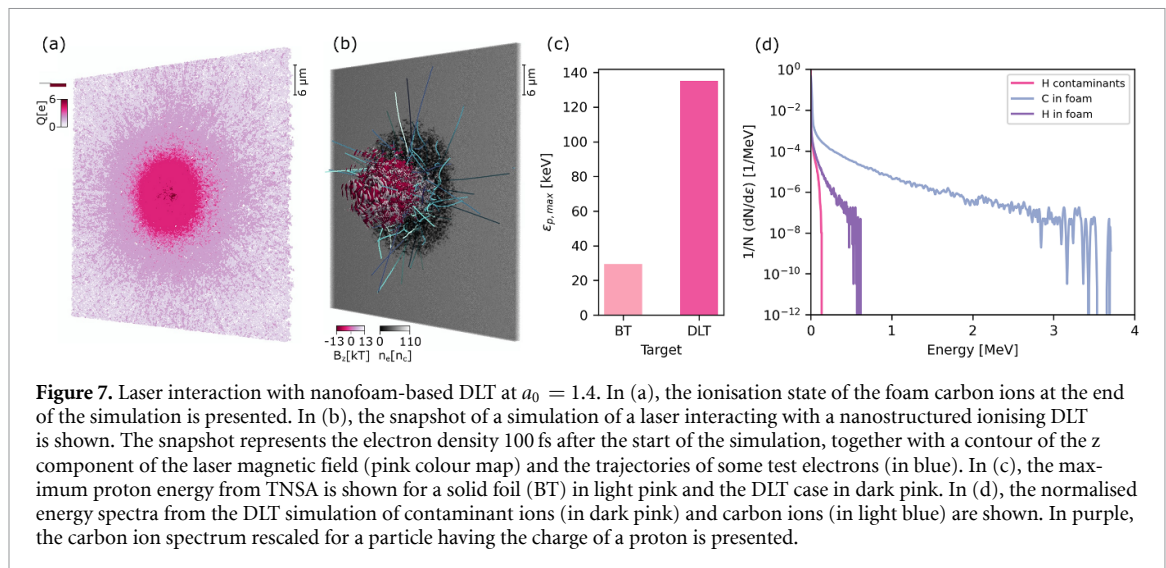 (a)
(b)
(c)
(d)
6 μm
Q[e]
6
0
6 μm
-13 0 13
B_z[kT]
0 110
n_e[n_c]
140
120
100
80
60
40
20
0
ε_p,max [keV]
BT
DLT
Target
10^0
10^-2
10^-4
10^-6
10^-8
10^-10
10^-12
1/N (dN/dε) [1/MeV]
H contaminants
C in foam
H in foam
0
1
2
3
4
Energy [MeV]
Figure 7. Laser interaction with nanofoam-based DLT at a_0 = 1.4. In (a), the ionisation state of the foam carbon ions at the end
of the simulation is presented. In (b), the snapshot of a simulation of a laser interacting with a nanostructured ionising DLT
is shown. The snapshot represents the electron density 100 fs after the start of the simulation, together with a contour of the z
component of the laser magnetic field (pink colour map) and the trajectories of some test electrons (in blue). In (c), the max-
imum proton energy from TNSA is shown for a solid foil (BT) in light pink and the DLT case in dark pink. In (d), the normalised
energy spectra from the DLT simulation of contaminant ions (in dark pink) and carbon ions (in light blue) are shown. In purple,
the carbon ion spectrum rescaled for a particle having the charge of a proton is presented.